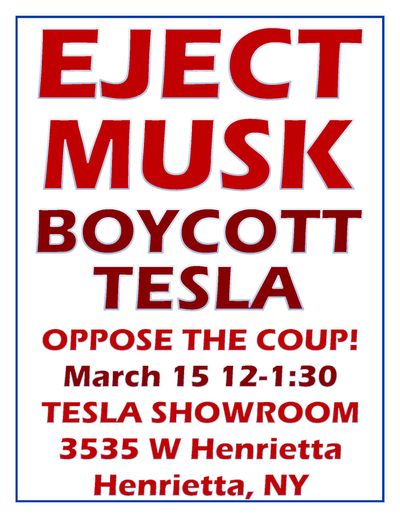 EJECT
MUSK
BOYCOTT
TESLA
OPPOSE THE COUP!
March 15 12-1:30
TESLA SHOWROOM
3535 W Henrietta
Henrietta, NY